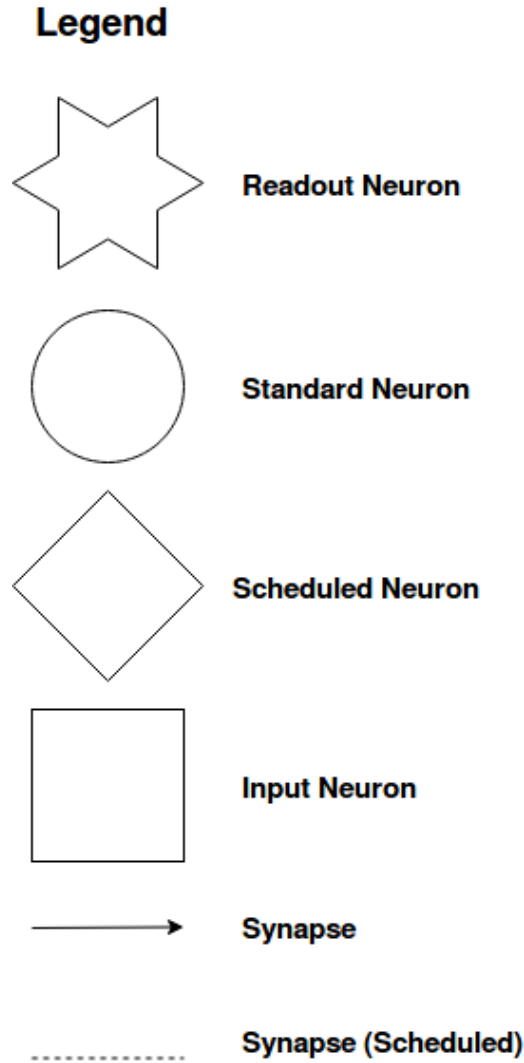 Legend
Readout Neuron
Standard Neuron
Scheduled Neuron
Input Neuron
Synapse
Synapse (Scheduled)